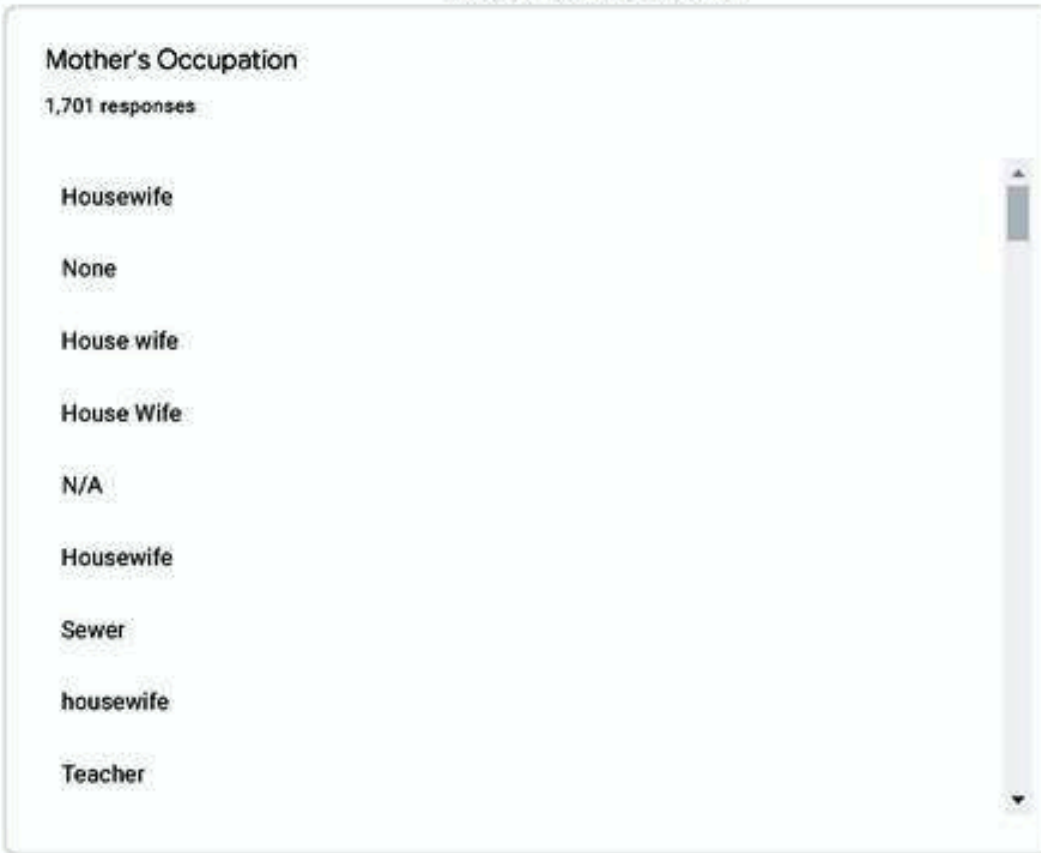 Mother's Occupation
1,701 responses
Housewife
None
House wife
House Wife
N/A
Housewife
Sewer
housewife
Teacher